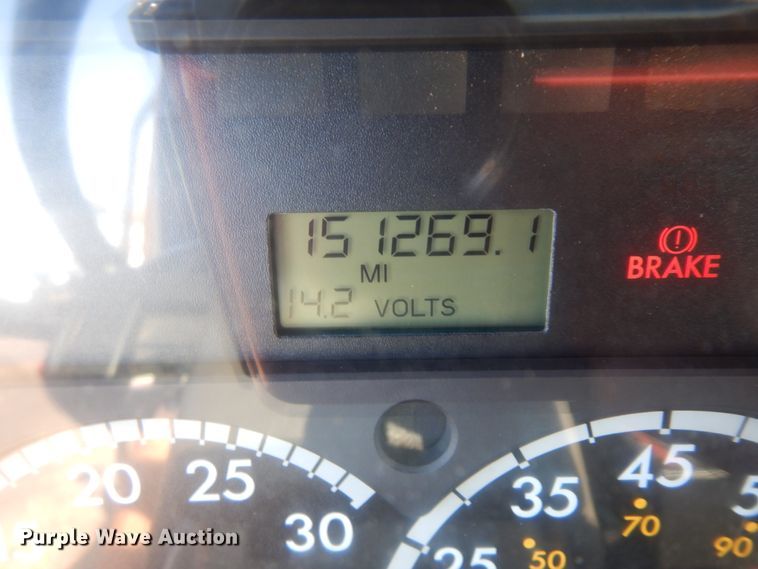 151269.1
MI
14.2 VOLTS
BRAKE
20 25 30
25 35 45
50 70 90
Purple Wave Auction